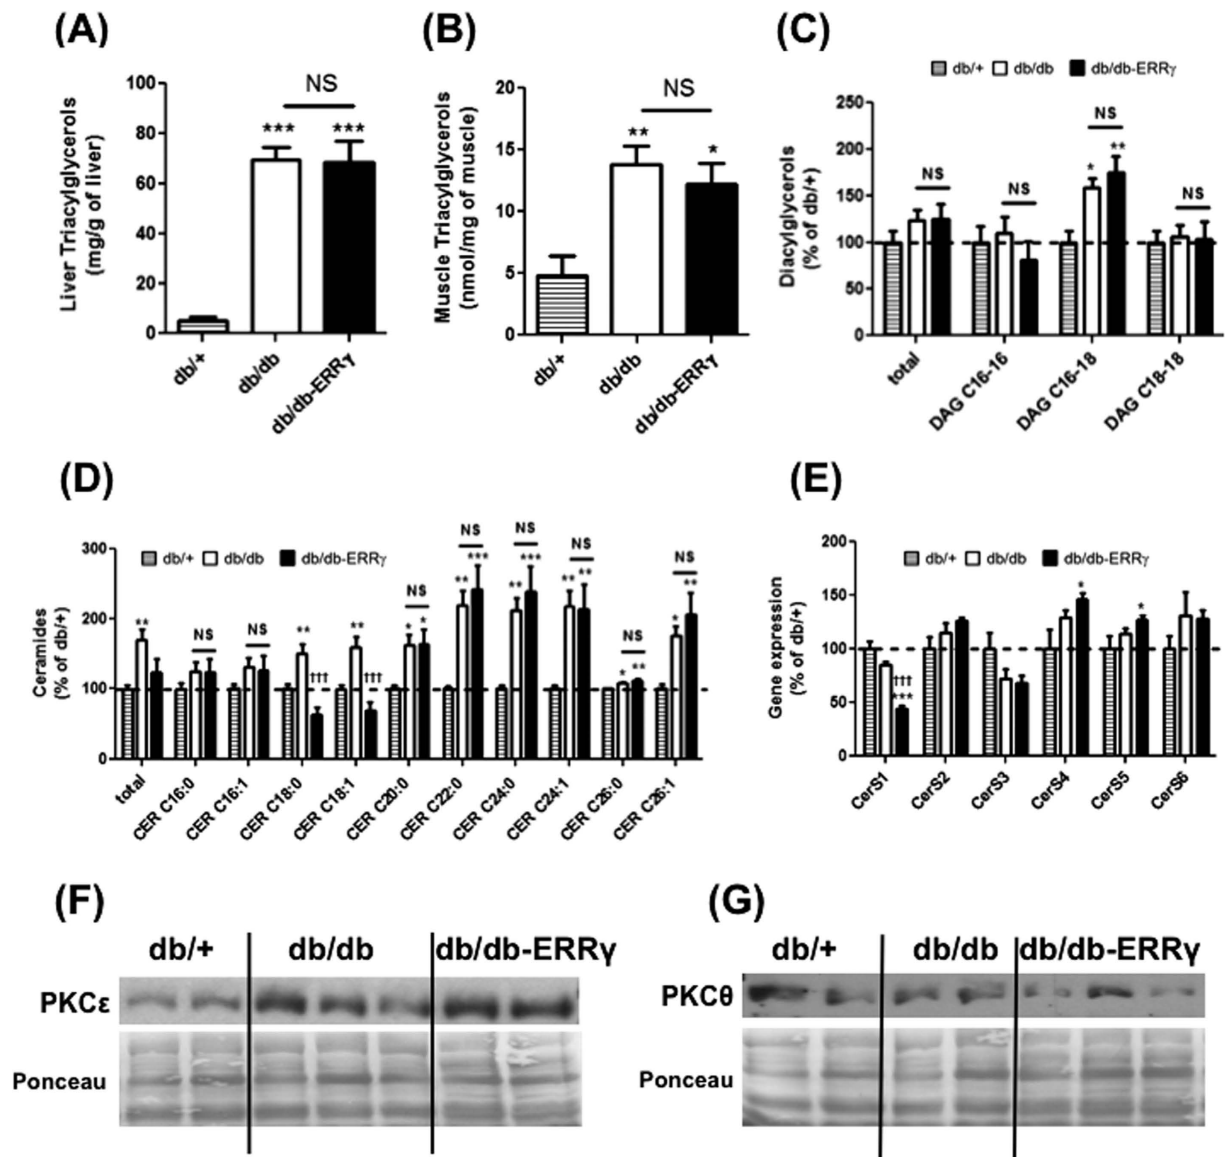 (A)
Liver Triacylglycerols
(mg/g of liver)
100
80
60
40
20
0
NS
*** ***
db/+
db/db
db/db-ERRγ
(B)
Muscle Triacylglycerols
(nmol/mg of muscle)
20
15
10
5
0
NS
** *
db/+
db/db
db/db-ERRγ
(C)
db/+ db/db db/db-ERRγ
Diacylglycerols
(% of db/+)
250
200
150
100
50
0
NS
NS
NS
* **
NS
total
DAG C16-16
DAG C16-18
DAG C18-18
(D)
db/+ db/db db/db-ERRγ
Ceramides
(% of db/+)
300
200
100
0
**
NS
NS
**
†††
**
†††
NS
* *
NS
** ***
NS
** ***
NS
** **
NS
* **
NS
* **
total
CER C16:0
CER C16:1
CER C18:0
CER C18:1
CER C20:0
CER C22:0
CER C24:0
CER C24:1
CER C26:0
CER C26:1
(E)
db/+ db/db db/db-ERRγ
Gene expression
(% of db/+)
200
150
100
50
0
†††
***
*
*
CerS1
CerS2
CerS3
CerS4
CerS5
CerS6
(F)
db/+ db/db db/db-ERRγ
PKCε
Ponceau
(G)
db/+ db/db db/db-ERRγ
PKCθ
Ponceau